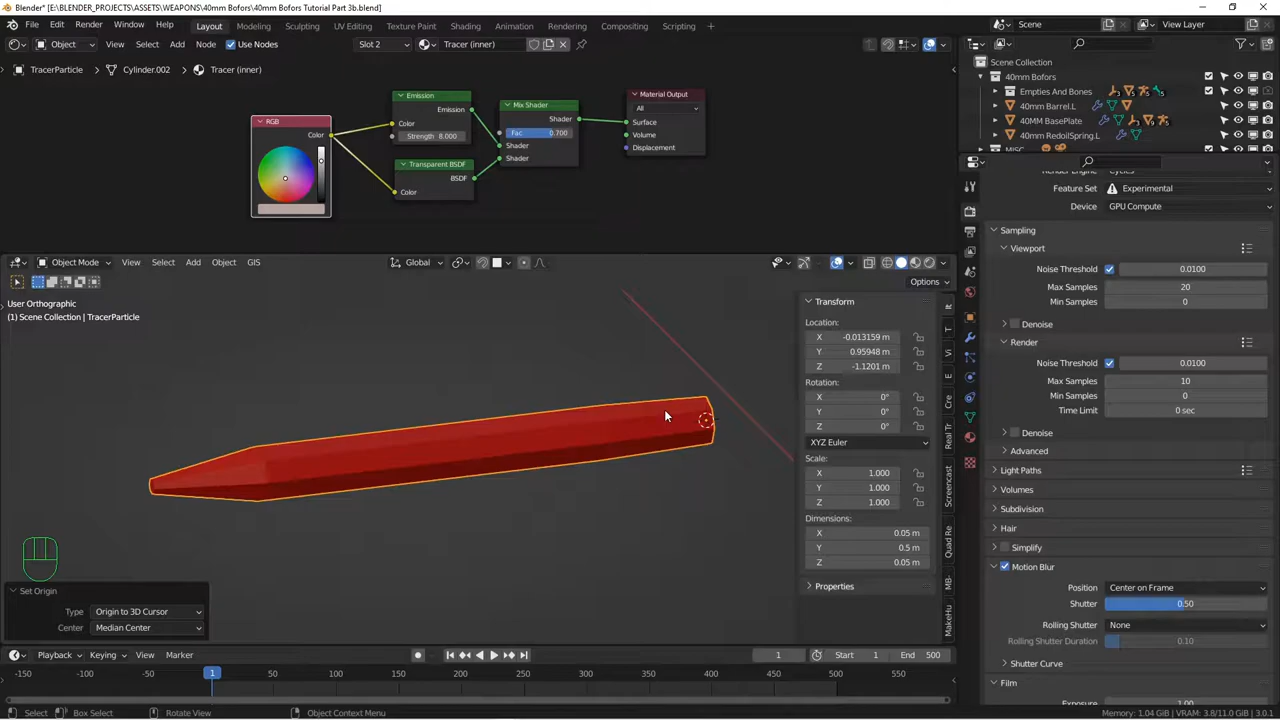 Blender* [E:\BLENDER_PROJECTS\ASSETS\WEAPONS\40mm Bofors\40mm Bofors Tutorial Part 3b.blend]
File Edit Render Window Help Layout Modeling Sculpting UV Editing Texture Paint Shading Animation Rendering Compositing Scripting + Scene View Layer
Object View Select Add Node Use Nodes Slot 2 Tracer (inner)
TracerParticle > Cylinder.002 > Tracer (inner)
Scene Collection
40mm Bofors
Empties And Bones
40mm Barrel.L
40MM BasePlate
40mm RedoilSpring.L
RGB
Color
Emission
Emission
Color
Strength 8.000
Transparent BSDF
BSDF
Color
Mix Shader
Shader
Fac 0.700
Shader
Shader
Material Output
All
Surface
Volume
Displacement
Object Mode View Select Add Object GIS Global
Options
User Orthographic
(1) Scene Collection | TracerParticle
Transform
Location:
X -0.013159 m
Y 0.95948 m
Z -1.1201 m
Rotation:
X 0°
Y 0°
Z 0°
XYZ Euler
Scale:
X 1.000
Y 1.000
Z 1.000
Dimensions:
X 0.05 m
Y 0.5 m
Z 0.05 m
Properties
T
Vi
E
Cre
Real Tr
Screencast
Quad Re
MB-
MakeHu
Feature Set Experimental
Device GPU Compute
Sampling
Viewport
Noise Threshold 0.0100
Max Samples 20
Min Samples 0
Denoise
Render
Noise Threshold 0.0100
Max Samples 10
Min Samples 0
Time Limit 0 sec
Denoise
Advanced
Light Paths
Volumes
Subdivision
Hair
Simplify
Motion Blur
Position Center on Frame
Shutter 0.50
Rolling Shutter None
Rolling Shutter Duration 0.10
Shutter Curve
Film
Set Origin
Type Origin to 3D Cursor
Center Median Center
Playback Keying View Marker 1 Start 1 End 500
-150 -100 -50 1 50 100 150 200 250 300 350 400 450 500 550
Select Box Select Rotate View Object Context Menu Memory: 1.04 GiB | VRAM: 3.8/11.0 GiB | 3.0.1